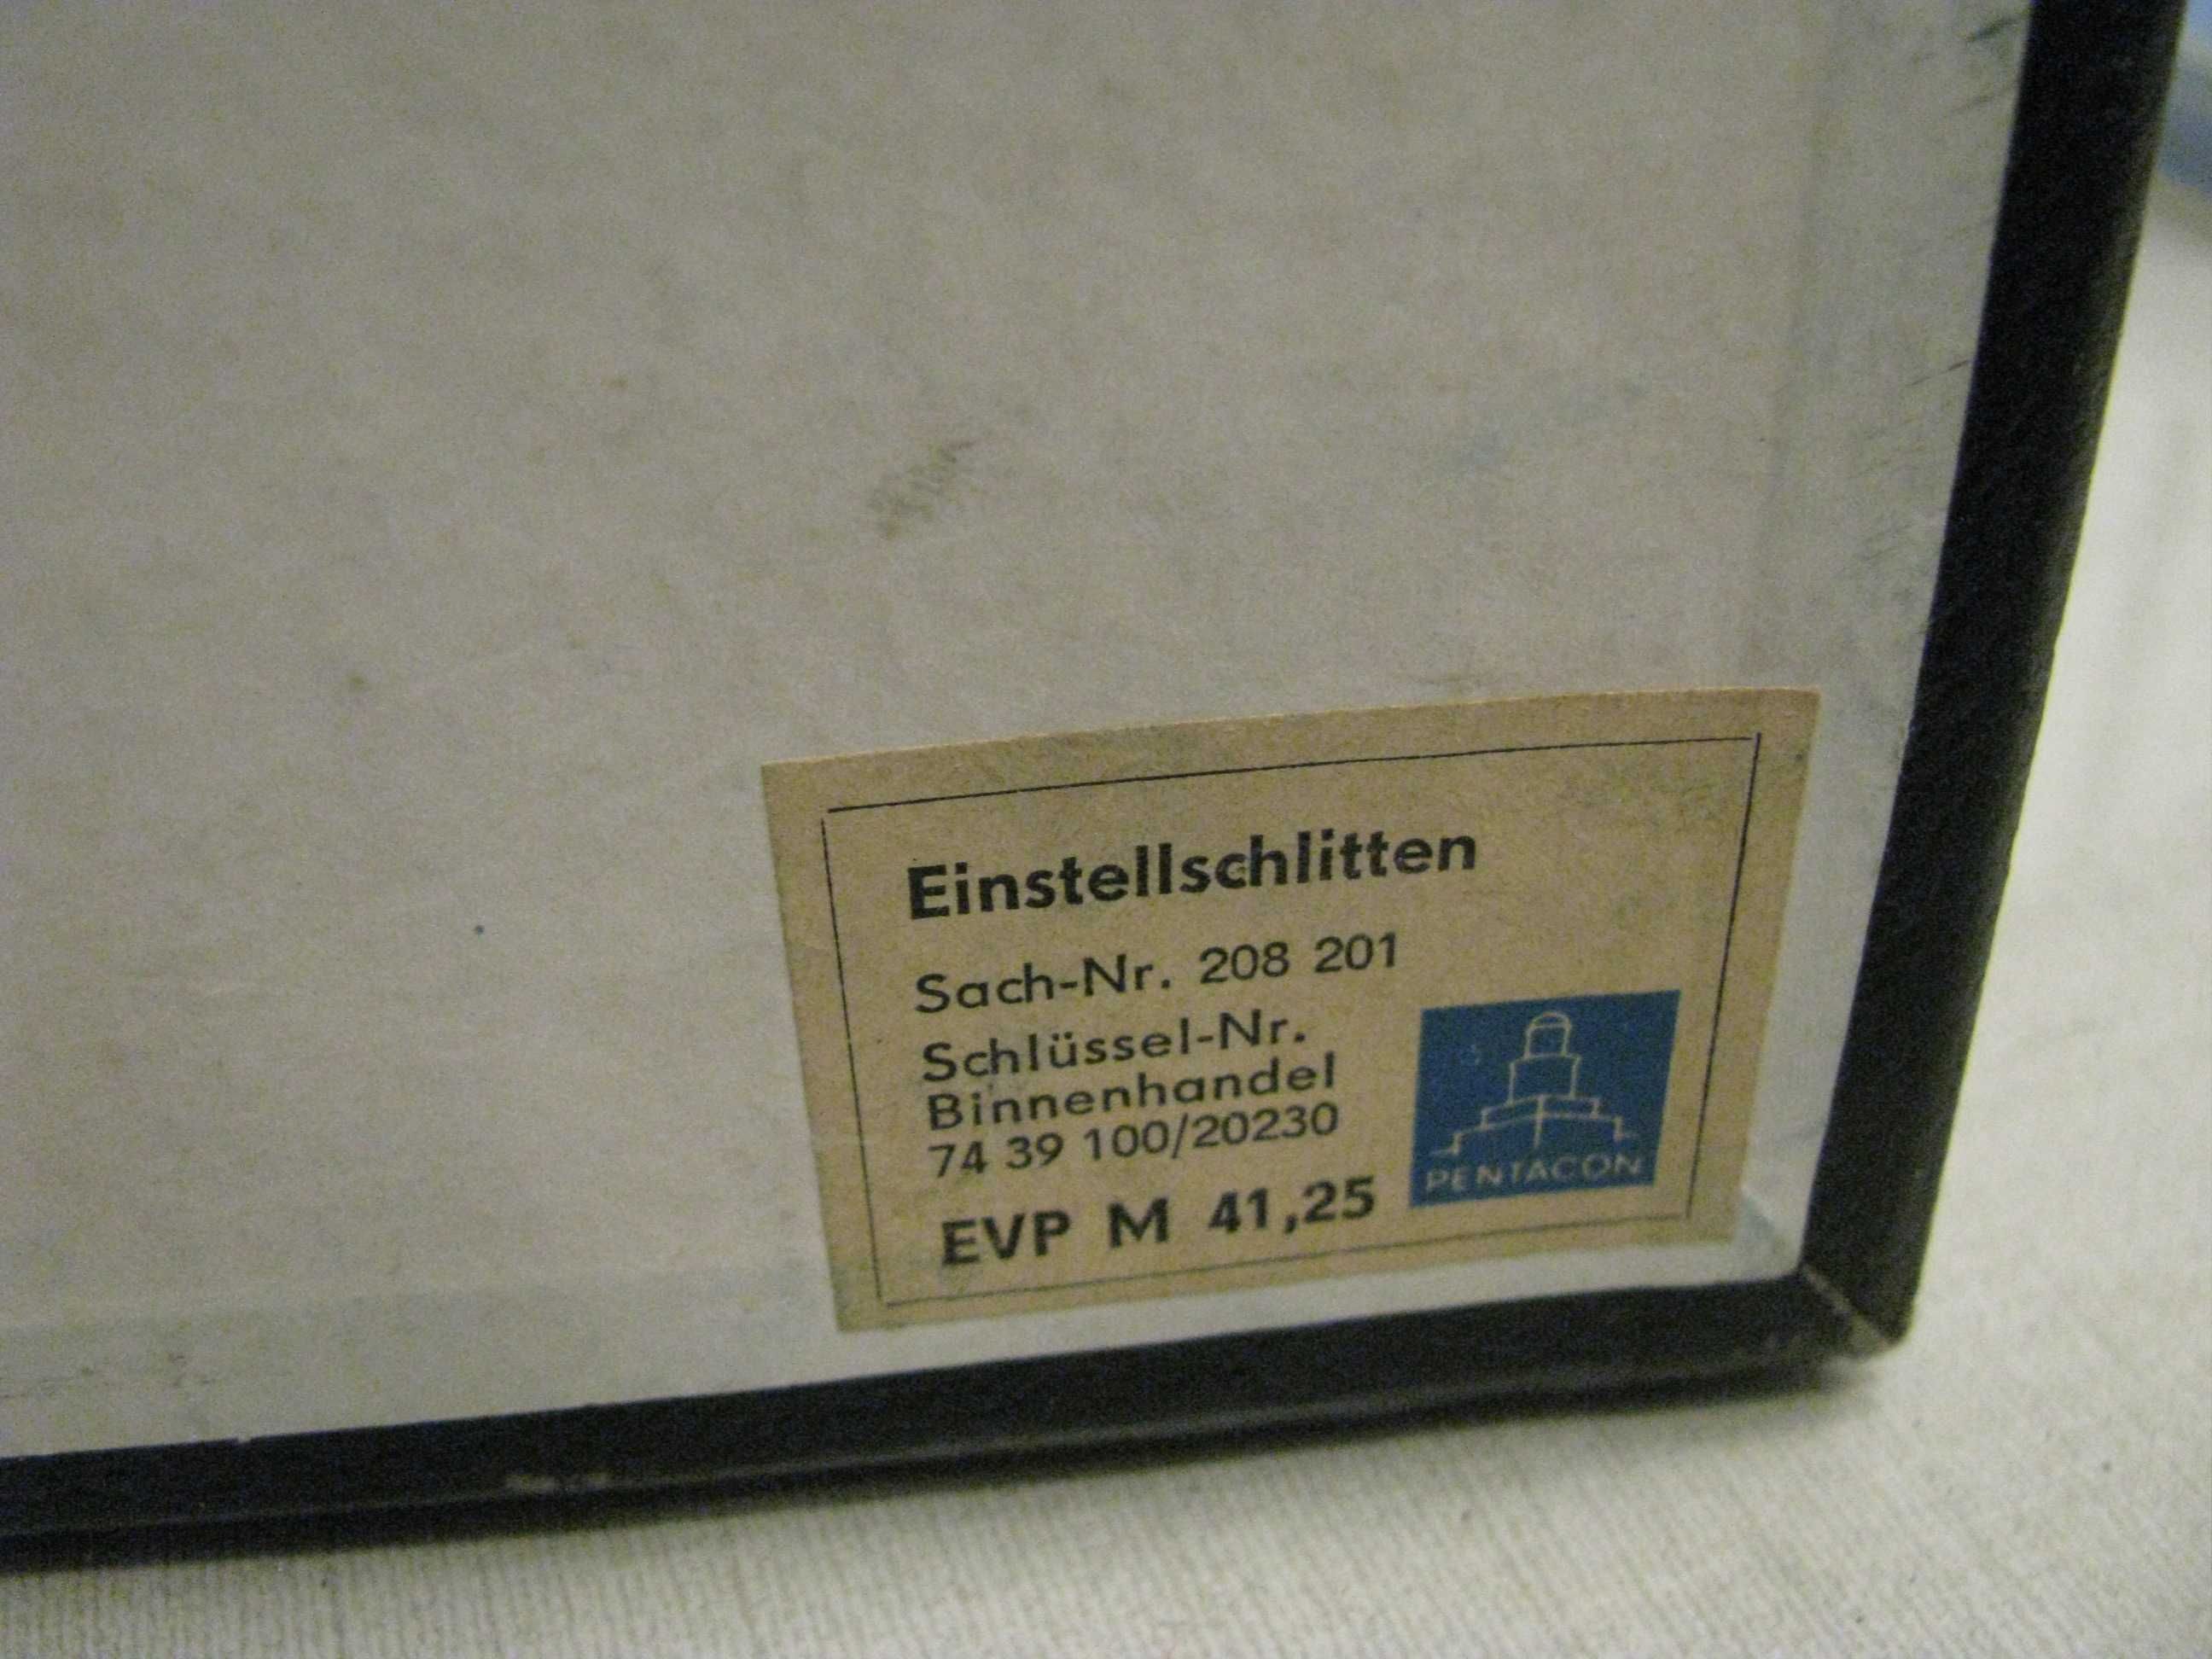 Einstellschlitten
Sach-Nr. 208 201
Schlüssel-Nr.
Binnenhandel
74 39 100/20230
EVP M 41,25
PENTACON